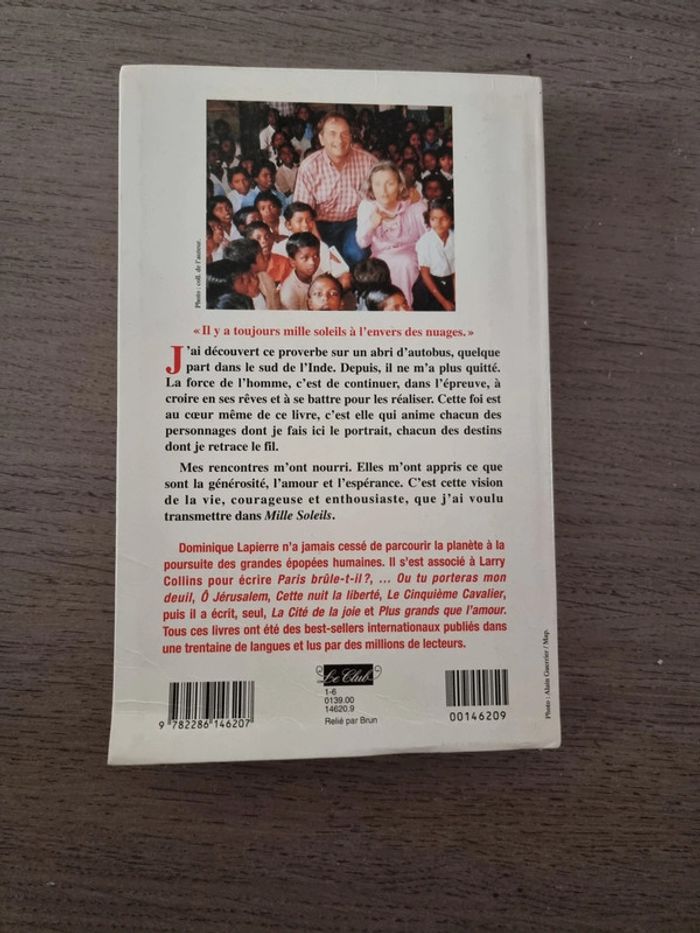 Photo : coll. de l'auteur.
« Il y a toujours mille soleils à l'envers des nuages. »
J'ai découvert ce proverbe sur un abri d'autobus, quelque
part dans le sud de l'Inde. Depuis, il ne m'a plus quitté.
La force de l'homme, c'est de continuer, dans l'épreuve, à
croire en ses rêves et à se battre pour les réaliser. Cette foi est
au cœur même de ce livre, c'est elle qui anime chacun des
personnages dont je fais ici le portrait, chacun des destins
dont je retrace le fil.
Mes rencontres m'ont nourri. Elles m'ont appris ce que
sont la générosité, l'amour et l'espérance. C'est cette vision
de la vie, courageuse et enthousiaste, que j'ai voulu
transmettre dans Mille Soleils.
Dominique Lapierre n'a jamais cessé de parcourir la planète à la
poursuite des grandes épopées humaines. Il s'est associé à Larry
Collins pour écrire Paris brûle-t-il ?, ... Ou tu porteras mon
deuil, Ô Jérusalem, Cette nuit la liberté, Le Cinquième Cavalier,
puis il a écrit, seul, La Cité de la joie et Plus grands que l'amour.
Tous ces livres ont été des best-sellers internationaux publiés dans
une trentaine de langues et lus par des millions de lecteurs.
Le Club
1-6
0139.00
14620.9
Relié par Brun
9 782286 146207
00146209
Photo : Alain Guerrier / Map.